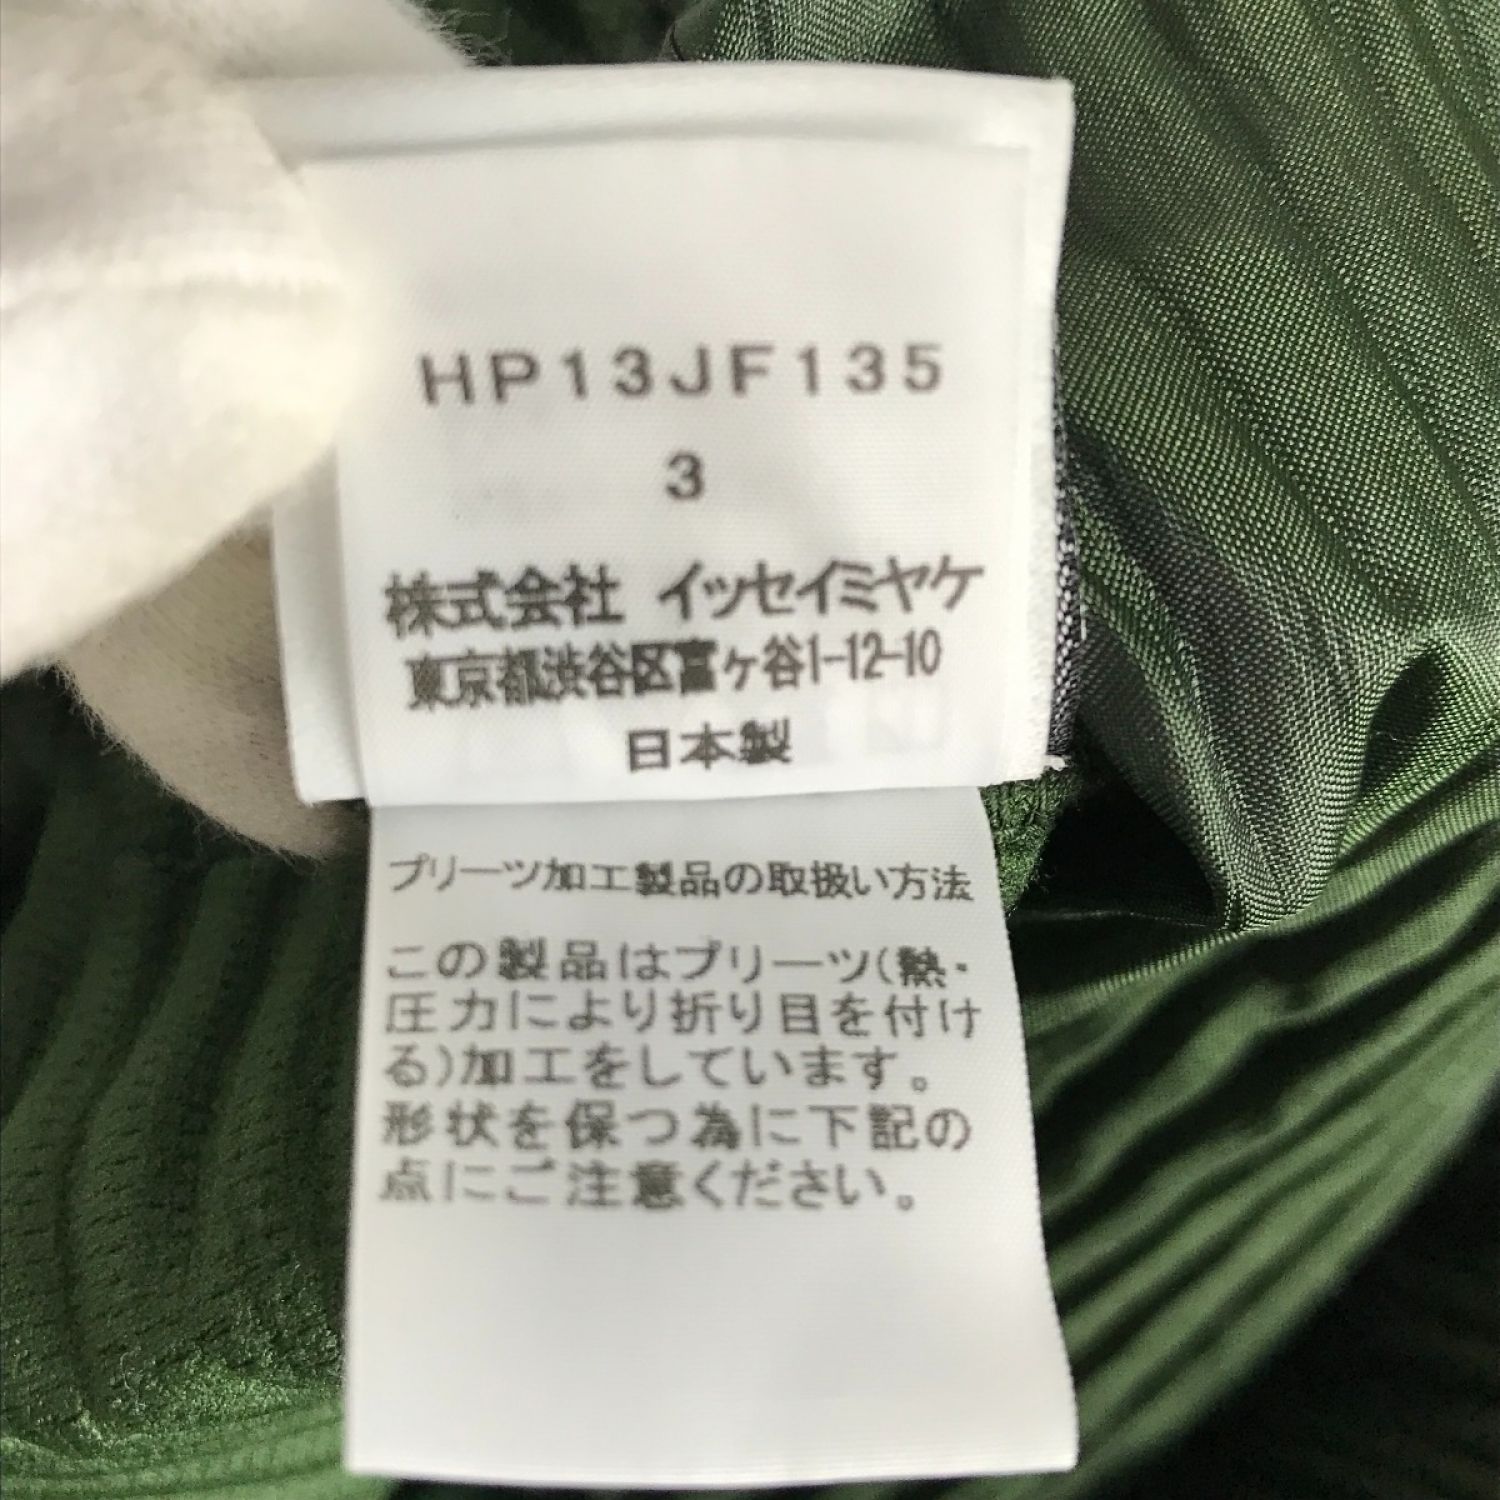 HP13JF135
3
株式会社 イッセイミヤケ
東京都渋谷区富ヶ谷1-12-10
日本製
プリーツ加工製品の取扱い方法
この製品はプリーツ(熱・
圧力により折り目を付け
る)加工をしています。
形状を保つ為に下記の
点にご注意ください。